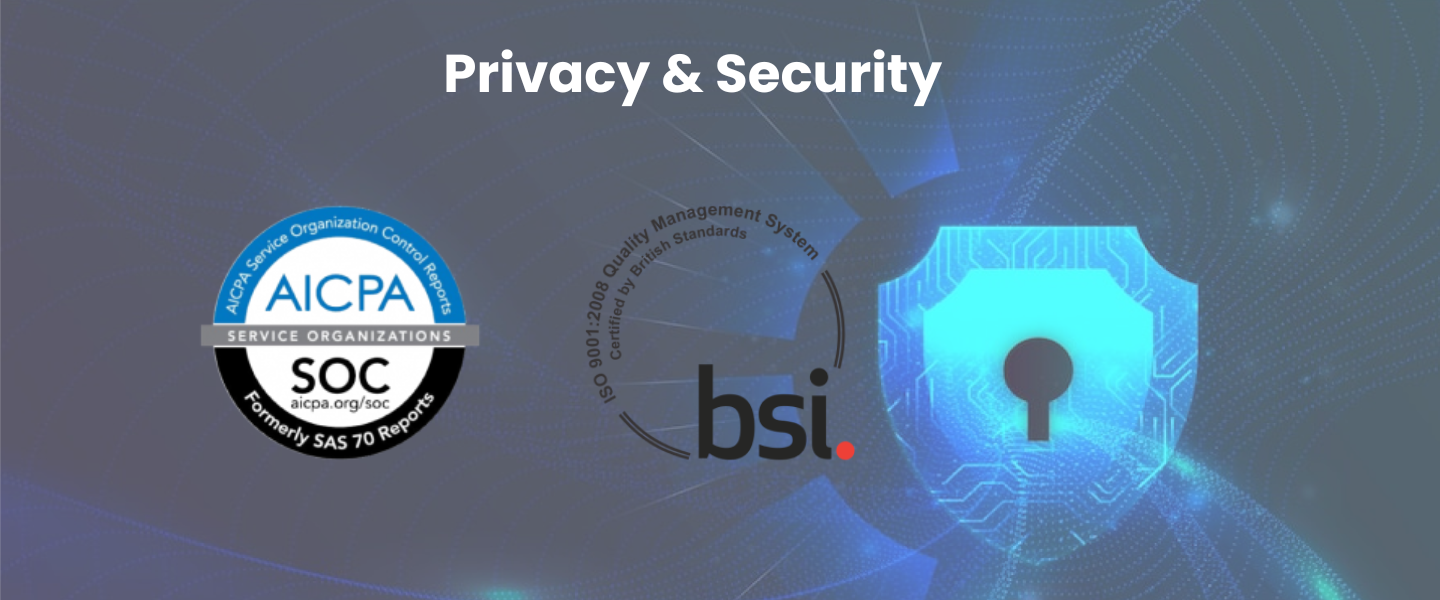 Privacy & Security
AICPA Service Organization Control Reports
AICPA
SERVICE ORGANIZATIONS
SOC
aicpa.org/soc
Formerly SAS 70 Reports
ISO 9001:2008 Quality Management System
Certified by British Standards
bsi.